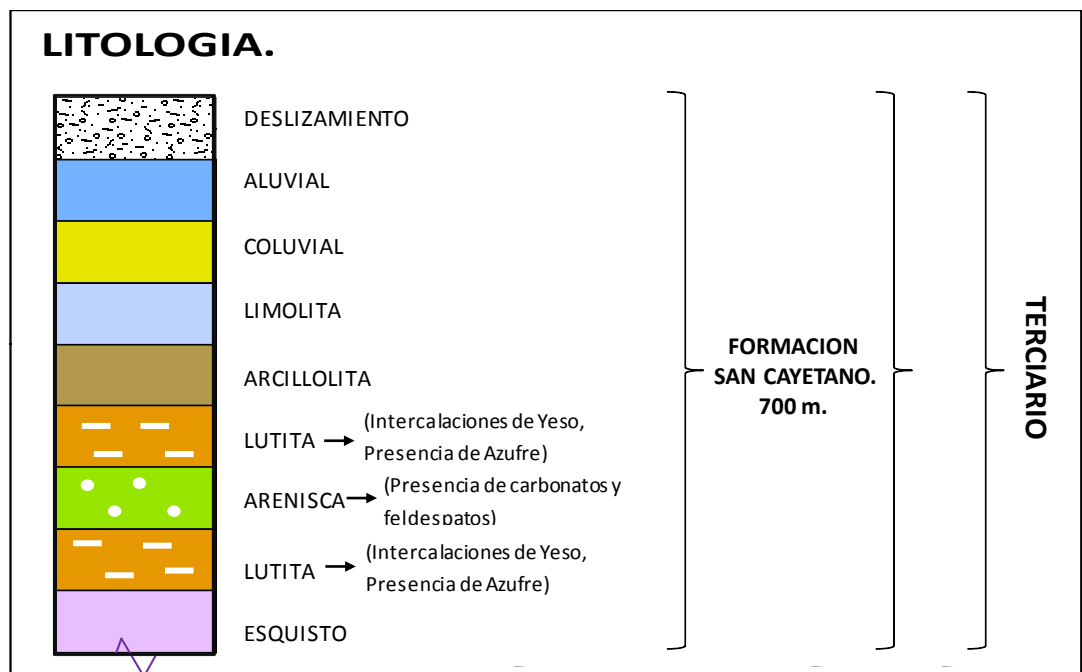 LITOLOGIA.
DESLIZAMIENTO
ALUVIAL
COLUVIAL
LIMOLITA
ARCILLOLITA
LUTITA
(Intercalaciones de Yeso,
Presencia de Azufre)
ARENISCA
(Presencia de carbonatos y
feldespatos)
LUTITA
(Intercalaciones de Yeso,
Presencia de Azufre)
ESQUISTO
FORMACION
SAN CAYETANO.
700 m.
TERCIARIO